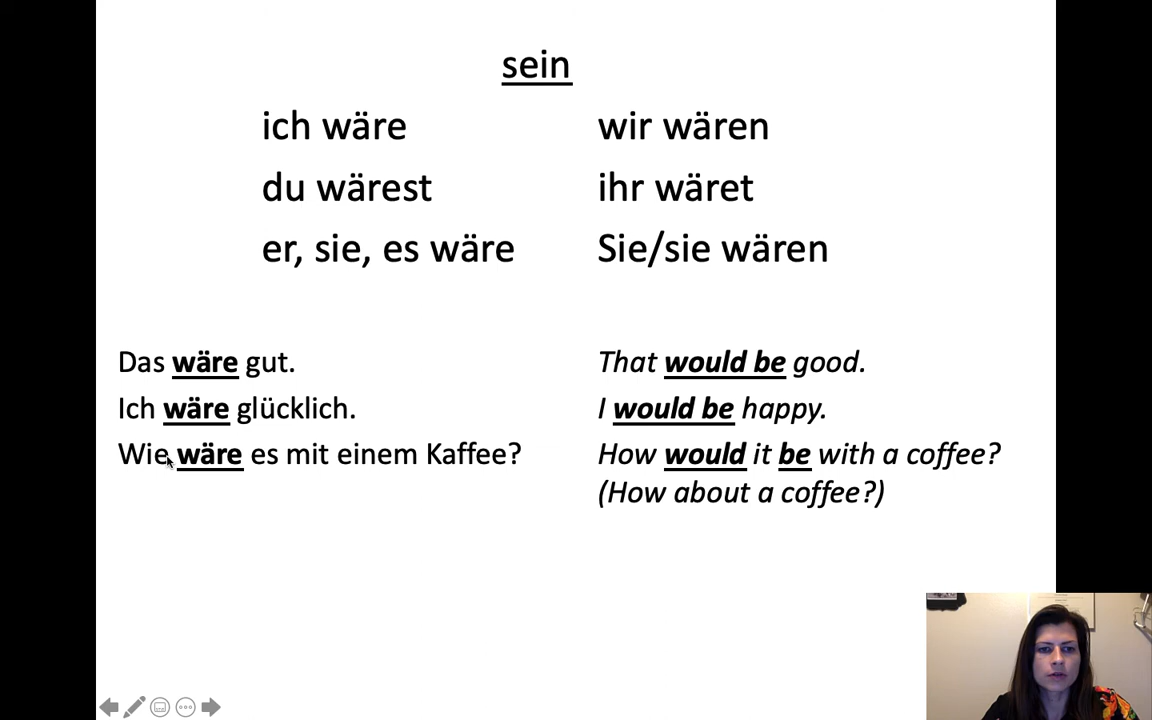 sein
ich wäre wir wären
du wärest ihr wäret
er, sie, es wäre Sie/sie wären
Das wäre gut. That would be good.
Ich wäre glücklich. I would be happy.
Wie wäre es mit einem Kaffee? How would it be with a coffee?
(How about a coffee?)